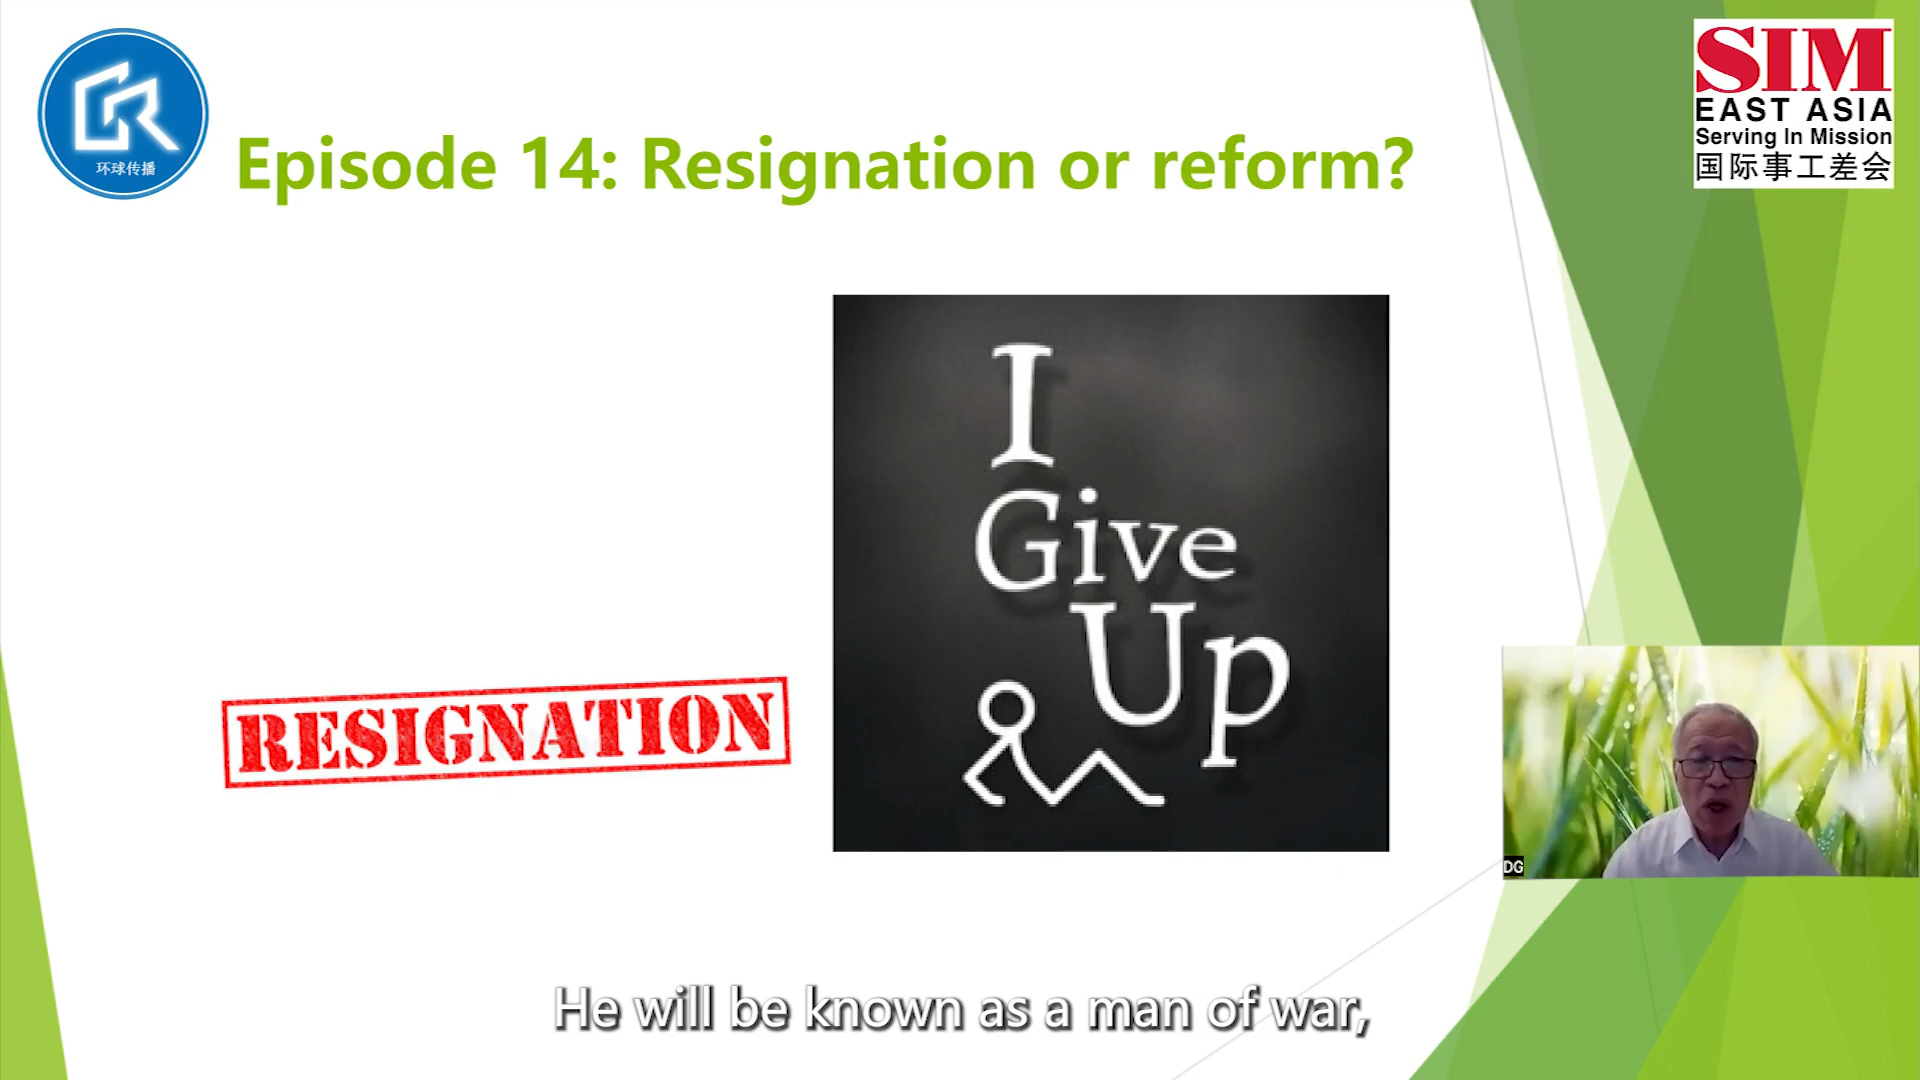 环球传播
Episode 14: Resignation or reform?
SIM
EAST ASIA
Serving In Mission
国际事工差会
I
Give
Up
RESIGNATION
DG
He will be known as a man of war,